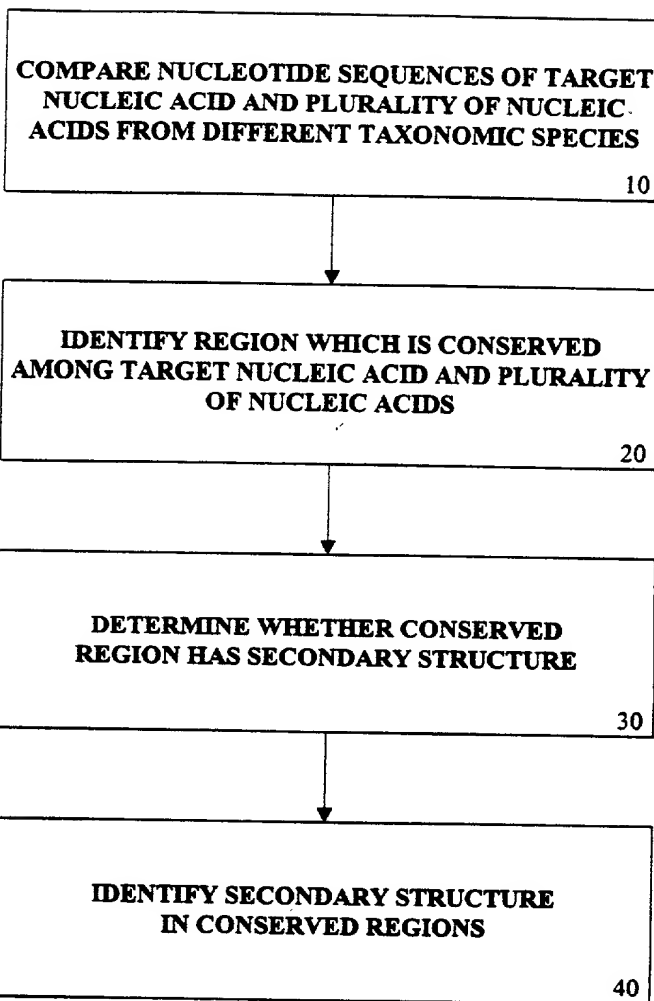 COMPARE NUCLEOTIDE SEQUENCES OF TARGET
NUCLEIC ACID AND PLURALITY OF NUCLEIC
ACIDS FROM DIFFERENT TAXONOMIC SPECIES
10
IDENTIFY REGION WHICH IS CONSERVED
AMONG TARGET NUCLEIC ACID AND PLURALITY
OF NUCLEIC ACIDS
20
DETERMINE WHETHER CONSERVED
REGION HAS SECONDARY STRUCTURE
30
IDENTIFY SECONDARY STRUCTURE
IN CONSERVED REGIONS
40